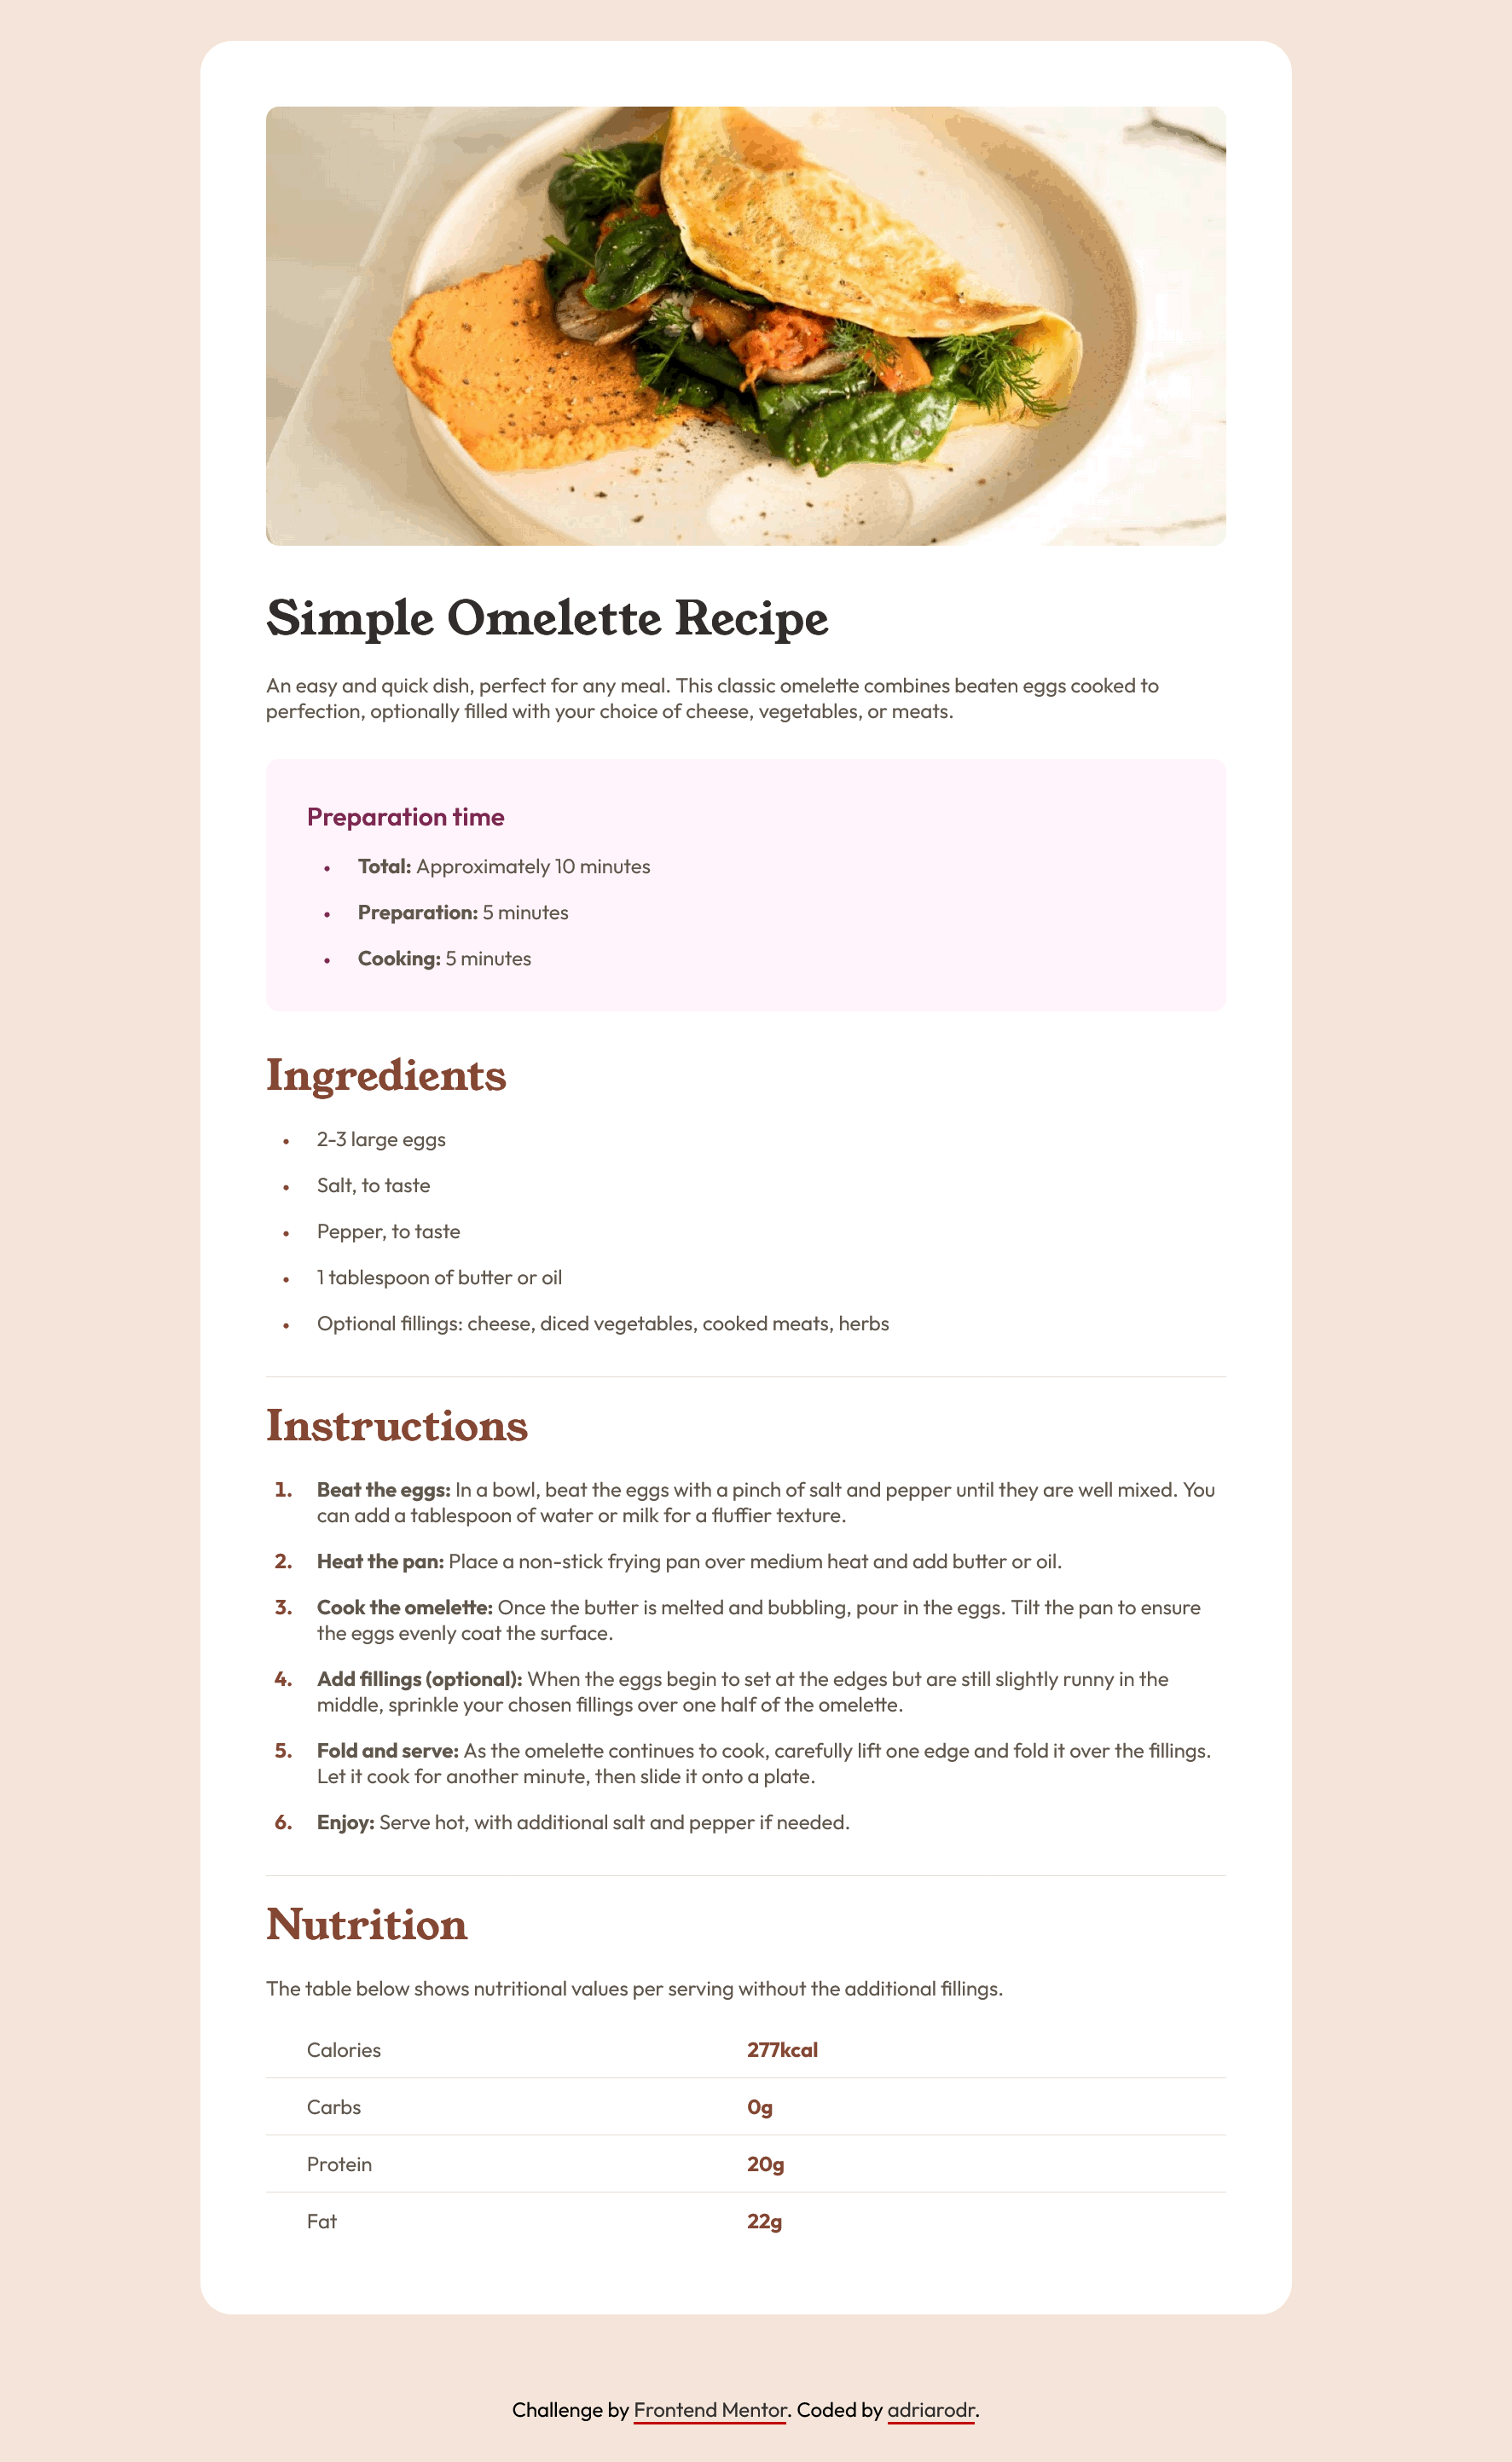 Simple Omelette Recipe
An easy and quick dish, perfect for any meal. This classic omelette combines beaten eggs cooked to
perfection, optionally filled with your choice of cheese, vegetables, or meats.
Preparation time
• Total: Approximately 10 minutes
• Preparation: 5 minutes
• Cooking: 5 minutes
Ingredients
• 2-3 large eggs
• Salt, to taste
• Pepper, to taste
• 1 tablespoon of butter or oil
• Optional fillings: cheese, diced vegetables, cooked meats, herbs
Instructions
1. Beat the eggs: In a bowl, beat the eggs with a pinch of salt and pepper until they are well mixed. You
can add a tablespoon of water or milk for a fluffier texture.
2. Heat the pan: Place a non-stick frying pan over medium heat and add butter or oil.
3. Cook the omelette: Once the butter is melted and bubbling, pour in the eggs. Tilt the pan to ensure
the eggs evenly coat the surface.
4. Add fillings (optional): When the eggs begin to set at the edges but are still slightly runny in the
middle, sprinkle your chosen fillings over one half of the omelette.
5. Fold and serve: As the omelette continues to cook, carefully lift one edge and fold it over the fillings.
Let it cook for another minute, then slide it onto a plate.
6. Enjoy: Serve hot, with additional salt and pepper if needed.
Nutrition
The table below shows nutritional values per serving without the additional fillings.
Calories 277kcal
Carbs 0g
Protein 20g
Fat 22g
Challenge by Frontend Mentor. Coded by adriarodr.